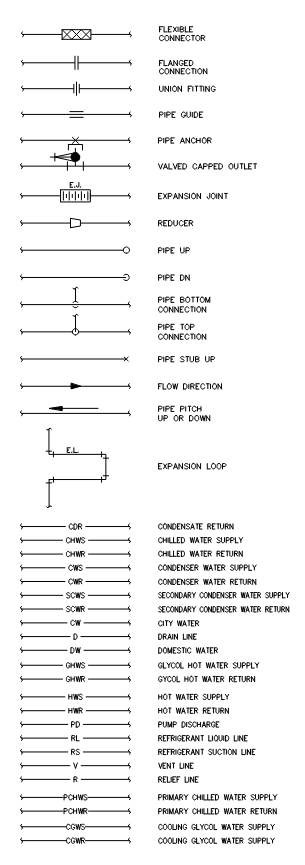 FLEXIBLE
CONNECTOR
FLANGED
CONNECTION
UNION FITTING
PIPE GUIDE
PIPE ANCHOR
VALVED CAPPED OUTLET
E.J.
EXPANSION JOINT
REDUCER
PIPE UP
PIPE DN
PIPE BOTTOM
CONNECTION
PIPE TOP
CONNECTION
PIPE STUB UP
FLOW DIRECTION
PIPE PITCH
UP OR DOWN
E.L.
EXPANSION LOOP
CDR CONDENSATE RETURN
CHWS CHILLED WATER SUPPLY
CHWR CHILLED WATER RETURN
CWS CONDENSER WATER SUPPLY
CWR CONDENSER WATER RETURN
SCWS SECONDARY CONDENSER WATER SUPPLY
SCWR SECONDARY CONDENSER WATER RETURN
CW CITY WATER
D DRAIN LINE
DW DOMESTIC WATER
GHWS GLYCOL HOT WATER SUPPLY
GHWR GYCOL HOT WATER RETURN
HWS HOT WATER SUPPLY
HWR HOT WATER RETURN
PD PUMP DISCHARGE
RL REFRIGERANT LIQUID LINE
RS REFRIGERANT SUCTION LINE
V VENT LINE
R RELIEF LINE
PCHWS PRIMARY CHILLED WATER SUPPLY
PCHWR PRIMARY CHILLED WATER RETURN
CGWS COOLING GLYCOL WATER SUPPLY
CGWR COOLING GLYCOL WATER SUPPLY